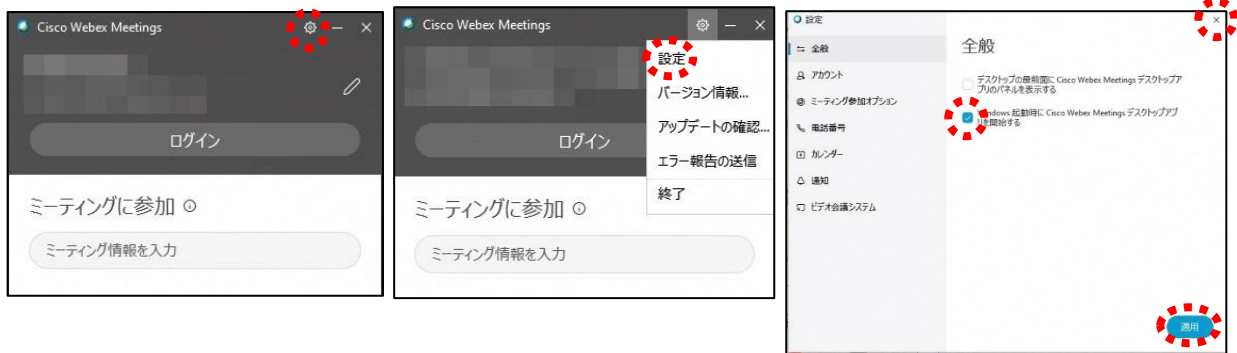 Cisco Webex Meetings
ログイン
ミーティングに参加
ミーティング情報を入力
Cisco Webex Meetings
設定
バージョン情報...
アップデートの確認...
エラー報告の送信
終了
ログイン
ミーティングに参加
ミーティング情報を入力
設定
全般
アカウント
ミーティング参加オプション
電話番号
カレンダー
通知
ビデオ会議システム
全般
デスクトップの最前面に Cisco Webex Meetings デスクトップア
プリのパネルを表示する
Windows 起動時に Cisco Webex Meetings デスクトップアプ
リを開始する
適用